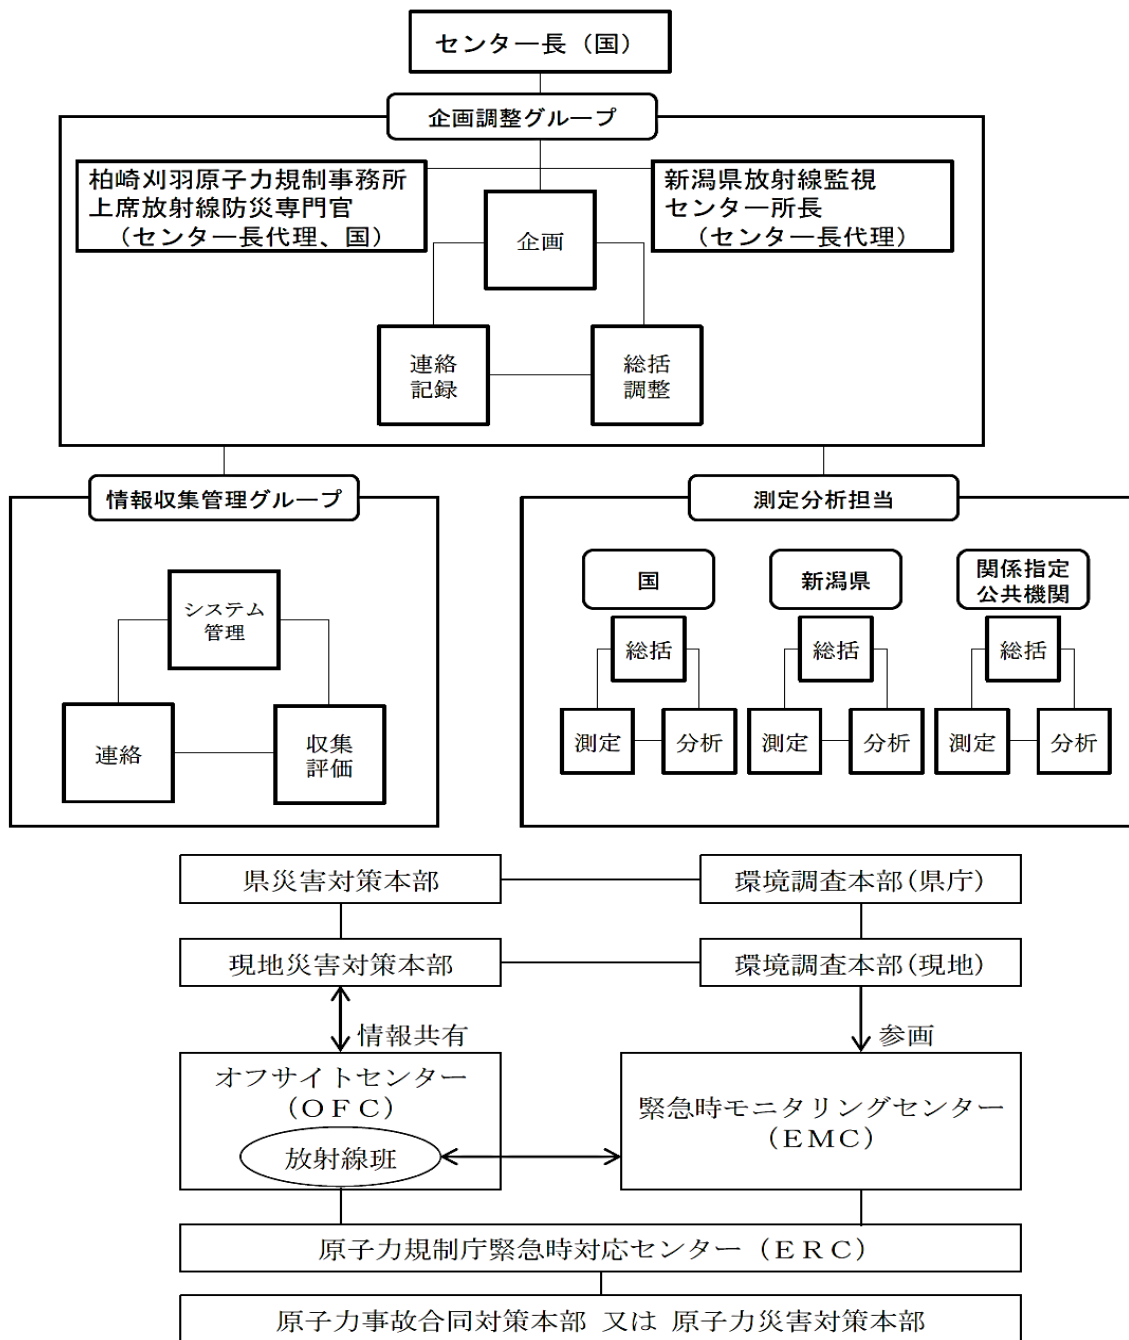 センター長（国）
企画調整グループ
柏崎刈羽原子力規制事務所
上席放射線防災専門官
（センター長代理、国）
新潟県放射線監視
センター所長
（センター長代理）
企画
連絡
記録
総括
調整
情報収集管理グループ
システム
管理
連絡
収集
評価
測定分析担当
国
総括
測定
分析
新潟県
総括
測定
分析
関係指定
公共機関
総括
測定
分析
県災害対策本部
環境調査本部(県庁)
現地災害対策本部
環境調査本部(現地)
情報共有
参画
オフサイトセンター
（ＯＦＣ）
放射線班
緊急時モニタリングセンター
（ＥＭＣ）
原子力規制庁緊急時対応センター（ＥＲＣ）
原子力事故合同対策本部 又は 原子力災害対策本部